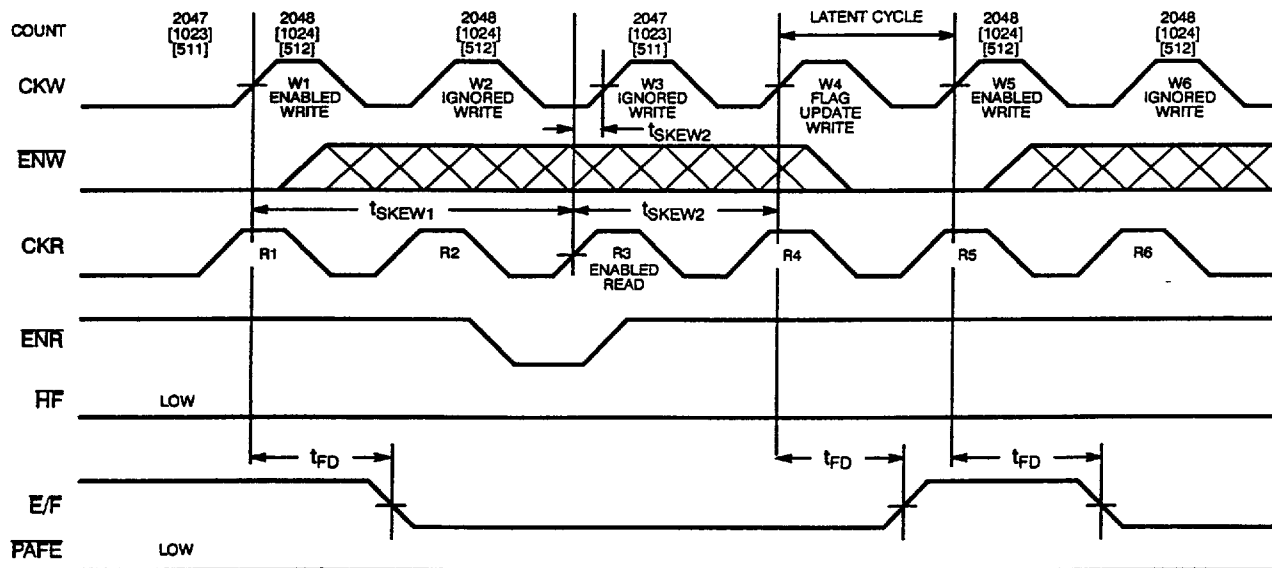 COUNT
2047
[1023]
[511]
2048
[1024]
[512]
2048
[1024]
[512]
2047
[1023]
[511]
LATENT CYCLE
2048
[1024]
[512]
2048
[1024]
[512]
CKW
W1
ENABLED
WRITE
W2
IGNORED
WRITE
W3
IGNORED
WRITE
W4
FLAG
UPDATE
WRITE
W5
ENABLED
WRITE
W6
IGNORED
WRITE
tSKEW2
ENW
tSKEW1
tSKEW2
CKR
R1
R2
R3
ENABLED
READ
R4
R5
R6
ENR
HF
LOW
tFD
tFD
tFD
E/F
PAFE
LOW